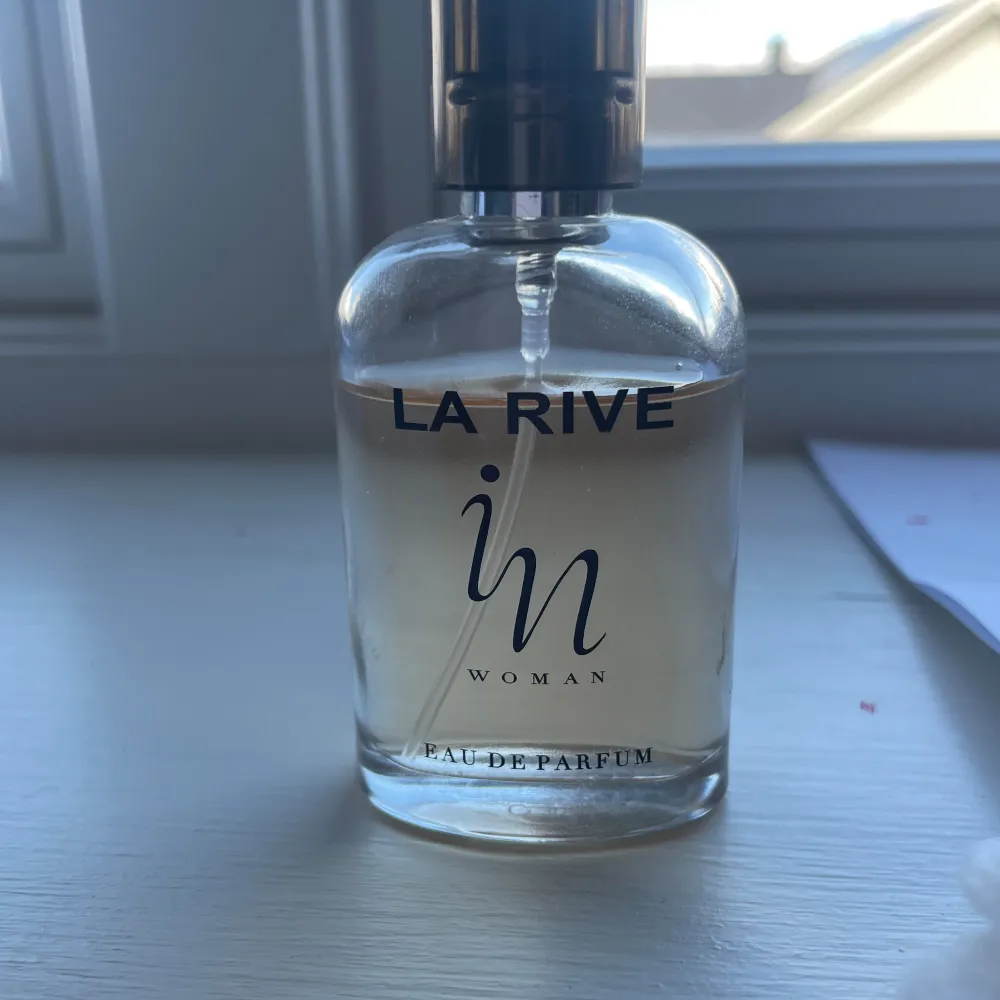 LA RIVE
in
WOMAN
EAU DE PARFUM